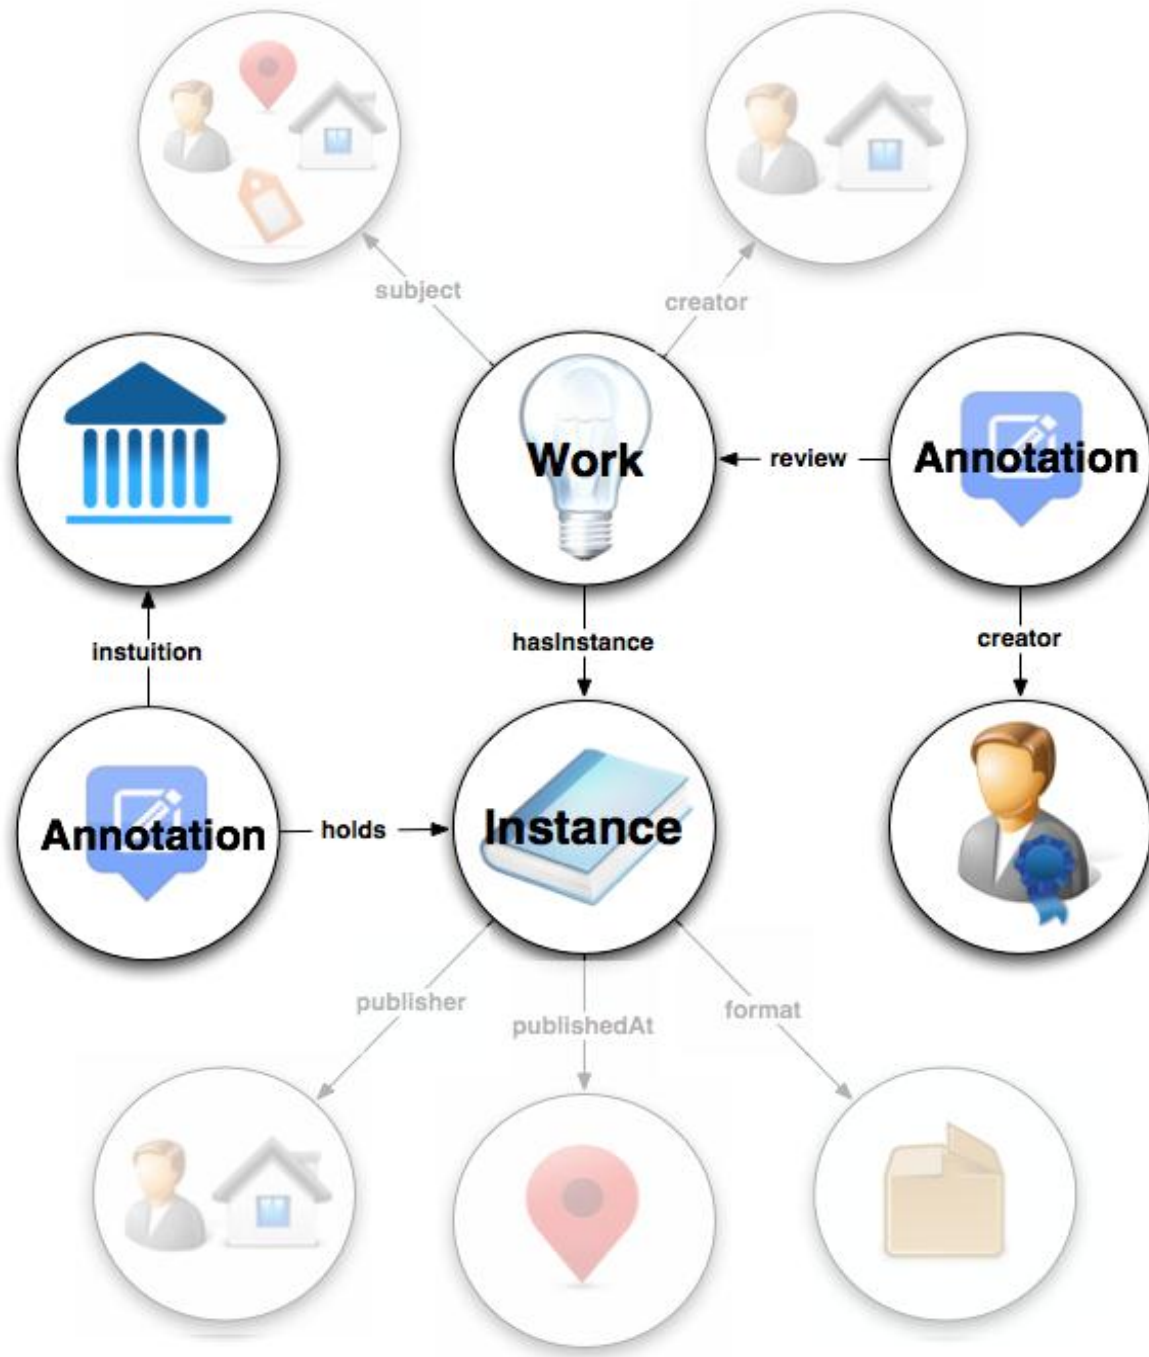 subject
creator
Work
review
Annotation
instuition
hasInstance
creator
Annotation
holds
Instance
publisher
publishedAt
format